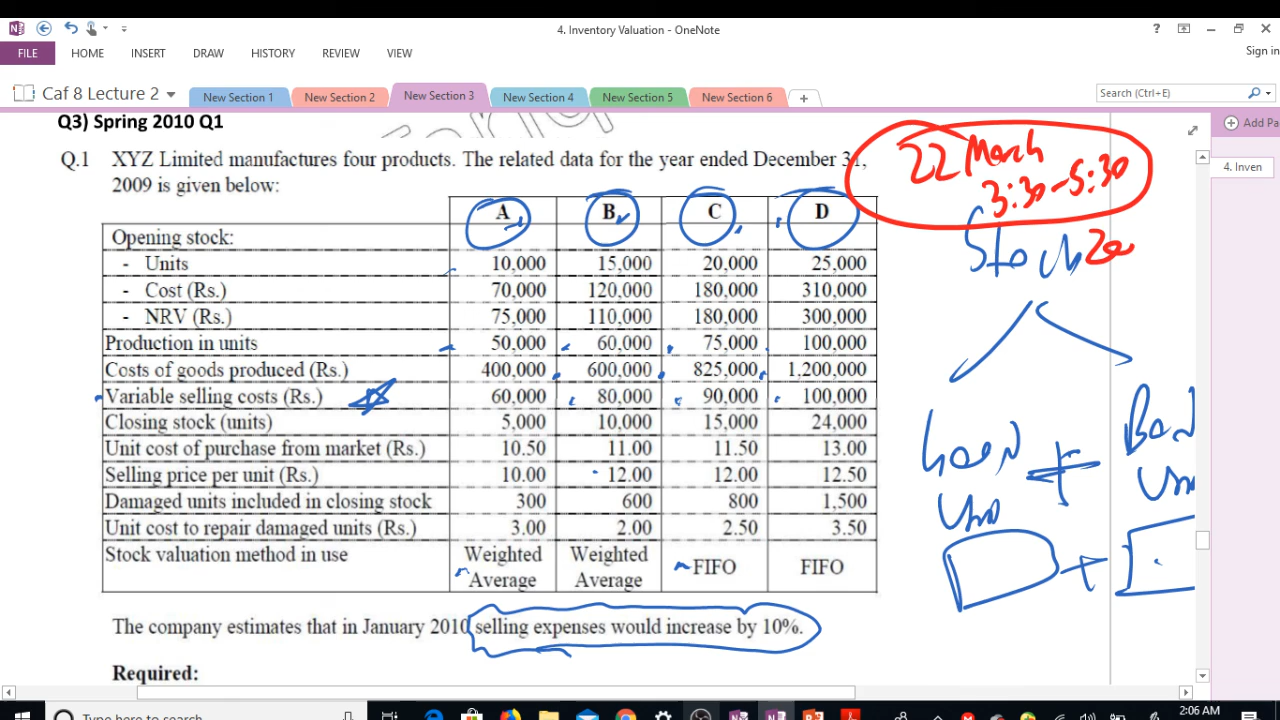 4. Inventory Valuation - OneNote
Sign in
FILE HOME INSERT DRAW HISTORY REVIEW VIEW
Caf 8 Lecture 2
New Section 1 New Section 2 New Section 3 New Section 4 New Section 5 New Section 6
Search (Ctrl+E)
Add Pa
4. Inven
Q3) Spring 2010 Q1
Q.1 XYZ Limited manufactures four products. The related data for the year ended December 31,
2009 is given below:
A B C D
Opening stock:
- Units 10,000 15,000 20,000 25,000
- Cost (Rs.) 70,000 120,000 180,000 310,000
- NRV (Rs.) 75,000 110,000 180,000 300,000
Production in units 50,000 60,000 75,000 100,000
Costs of goods produced (Rs.) 400,000 600,000 825,000 1,200,000
Variable selling costs (Rs.) 60,000 80,000 90,000 100,000
Closing stock (units) 5,000 10,000 15,000 24,000
Unit cost of purchase from market (Rs.) 10.50 11.00 11.50 13.00
Selling price per unit (Rs.) 10.00 12.00 12.00 12.50
Damaged units included in closing stock 300 600 800 1,500
Unit cost to repair damaged units (Rs.) 3.00 2.00 2.50 3.50
Stock valuation method in use Weighted Average Weighted Average FIFO FIFO
The company estimates that in January 2010 selling expenses would increase by 10%.
Required:
22 March
3:30-5:30
Stock
Type here to search
2:06 AM